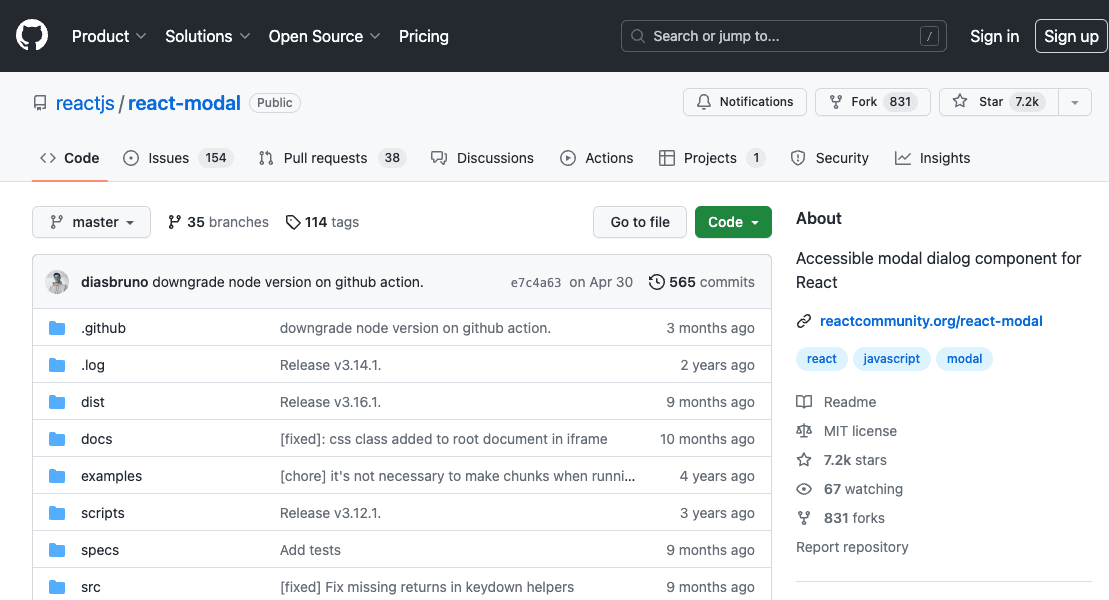 Product Solutions Open Source Pricing Search or jump to... / Sign in Sign up
reactjs / react-modal Public Notifications Fork 831 Star 7.2k
Code Issues 154 Pull requests 38 Discussions Actions Projects 1 Security Insights
master 35 branches 114 tags Go to file Code
diasbruno downgrade node version on github action. e7c4a63 on Apr 30 565 commits
.github downgrade node version on github action. 3 months ago
.log Release v3.14.1. 2 years ago
dist Release v3.16.1. 9 months ago
docs [fixed]: css class added to root document in iframe 10 months ago
examples [chore] it's not necessary to make chunks when runni... 4 years ago
scripts Release v3.12.1. 3 years ago
specs Add tests 9 months ago
src [fixed] Fix missing returns in keydown helpers 9 months ago
About
Accessible modal dialog component for
React
reactcommunity.org/react-modal
react javascript modal
Readme
MIT license
7.2k stars
67 watching
831 forks
Report repository